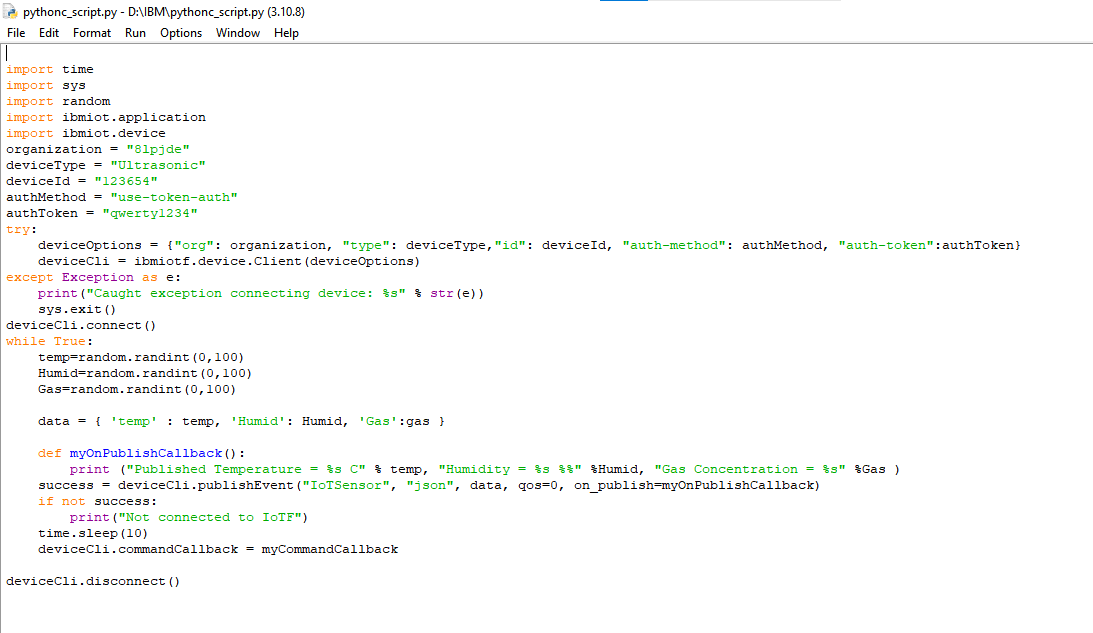 pythonc_script.py - D:\IBM\pythonc_script.py (3.10.8)
File Edit Format Run Options Window Help
import time
import sys
import random
import ibmiot.application
import ibmiot.device
organization = "8lpjde"
deviceType = "Ultrasonic"
deviceId = "123654"
authMethod = "use-token-auth"
authToken = "qwerty1234"
try:
    deviceOptions = {"org": organization, "type": deviceType,"id": deviceId, "auth-method": authMethod, "auth-token":authToken}
    deviceCli = ibmiotf.device.Client(deviceOptions)
except Exception as e:
    print("Caught exception connecting device: %s" % str(e))
    sys.exit()
deviceCli.connect()
while True:
    temp=random.randint(0,100)
    Humid=random.randint(0,100)
    Gas=random.randint(0,100)
    data = { 'temp' : temp, 'Humid': Humid, 'Gas':gas }
    def myOnPublishCallback():
        print ("Published Temperature = %s C" % temp, "Humidity = %s %%" %Humid, "Gas Concentration = %s" %Gas )
    success = deviceCli.publishEvent("IoTSensor", "json", data, qos=0, on_publish=myOnPublishCallback)
    if not success:
        print("Not connected to IoTF")
    time.sleep(10)
    deviceCli.commandCallback = myCommandCallback
deviceCli.disconnect()